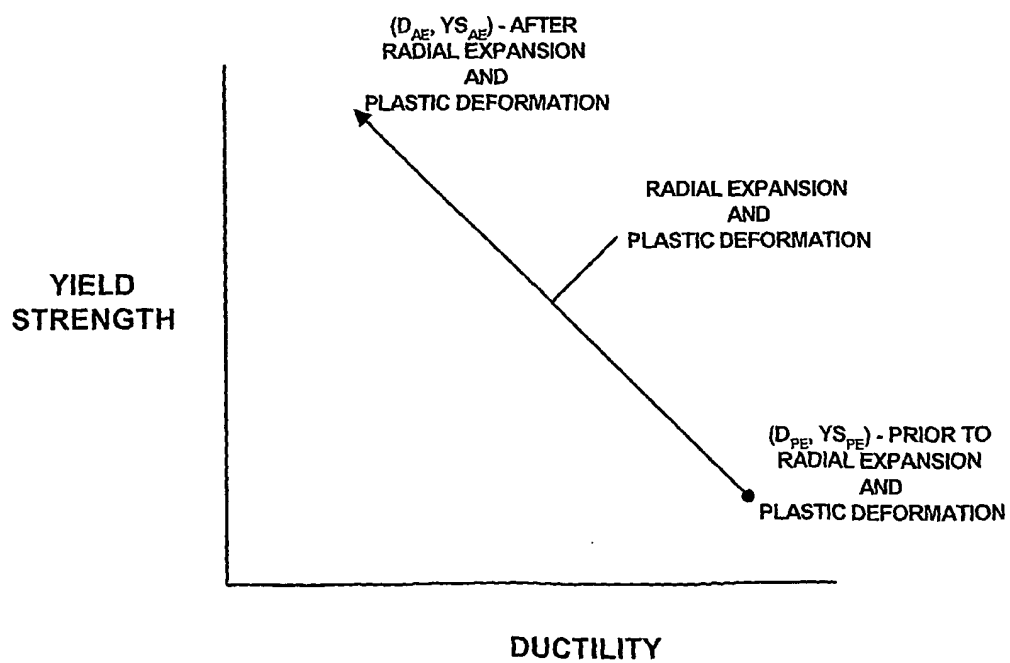 (D_AE, YS_AE) - AFTER
RADIAL EXPANSION
AND
PLASTIC DEFORMATION
RADIAL EXPANSION
AND
PLASTIC DEFORMATION
YIELD
STRENGTH
(D_PE, YS_PE) - PRIOR TO
RADIAL EXPANSION
AND
PLASTIC DEFORMATION
DUCTILITY